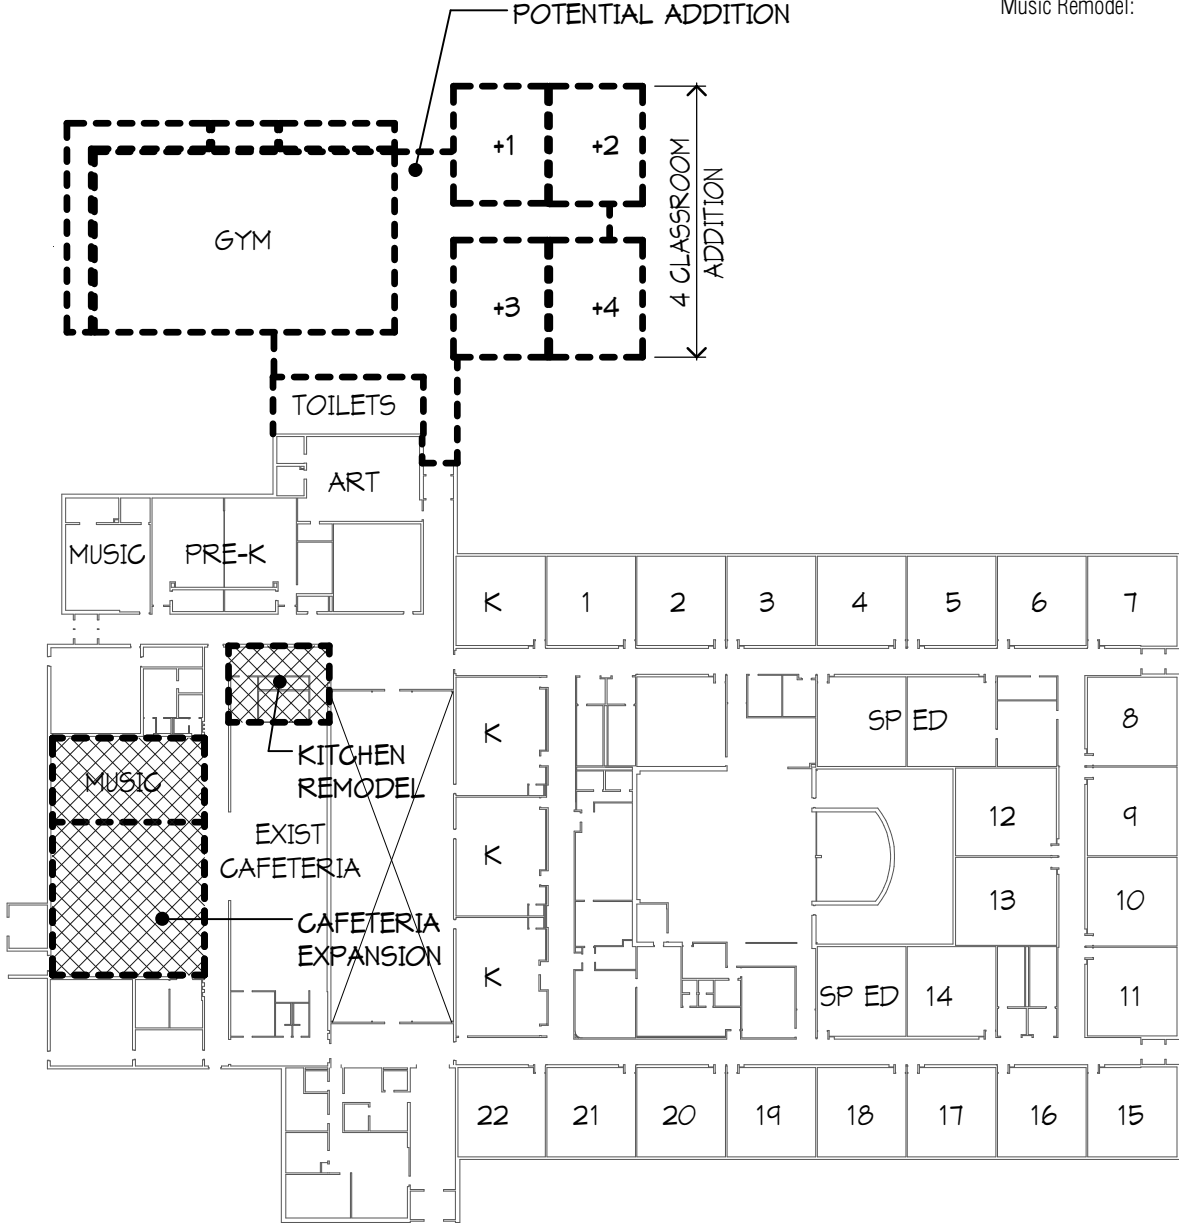 Music Remodel:
POTENTIAL ADDITION
+1
+2
4 CLASSROOM
ADDITION
GYM
+3
+4
TOILETS
ART
MUSIC
PRE-K
K
1
2
3
4
5
6
7
K
SP ED
8
KITCHEN
REMODEL
MUSIC
EXIST
CAFETERIA
K
12
9
13
10
CAFETERIA
EXPANSION
K
SP ED
14
11
22
21
20
19
18
17
16
15